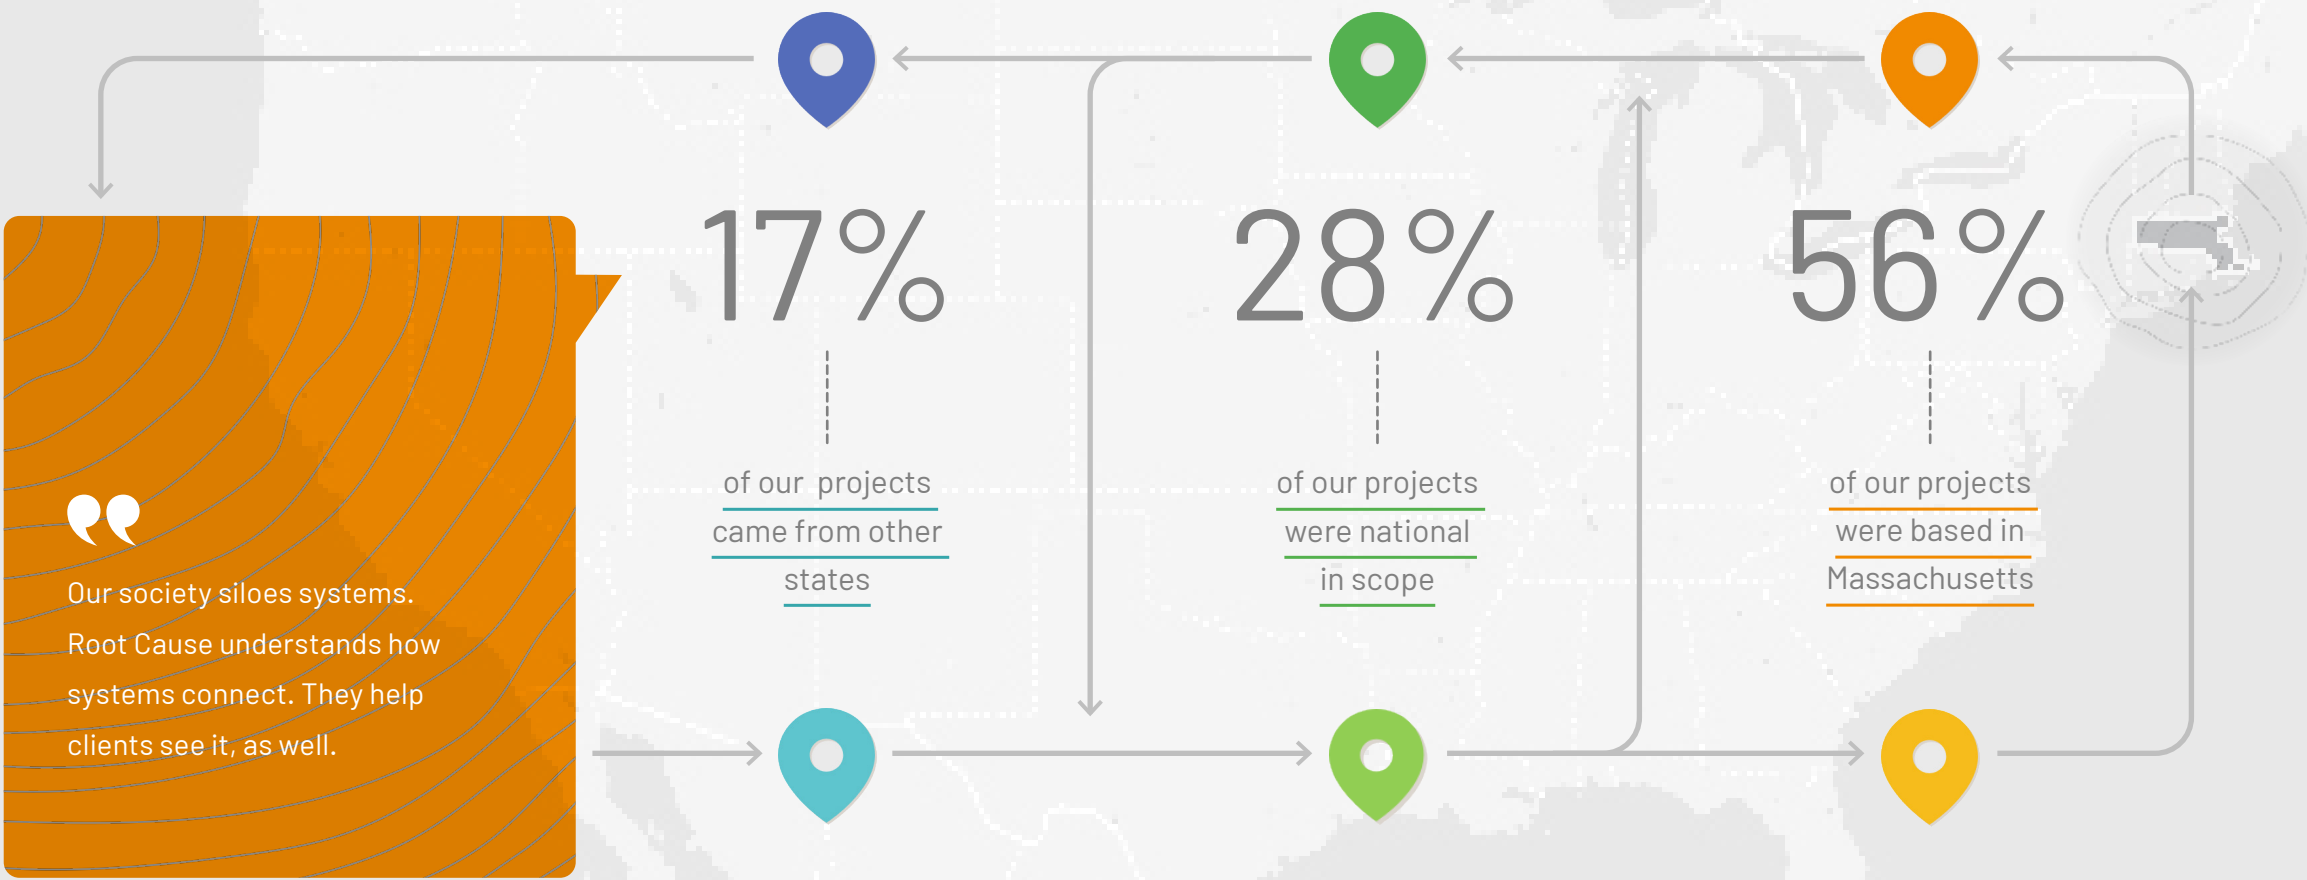 17%
of our projects
came from other
states
28%
of our projects
were national
in scope
56%
of our projects
were based in
Massachusetts
”
Our society siloes systems.
Root Cause understands how
systems connect. They help
clients see it, as well.